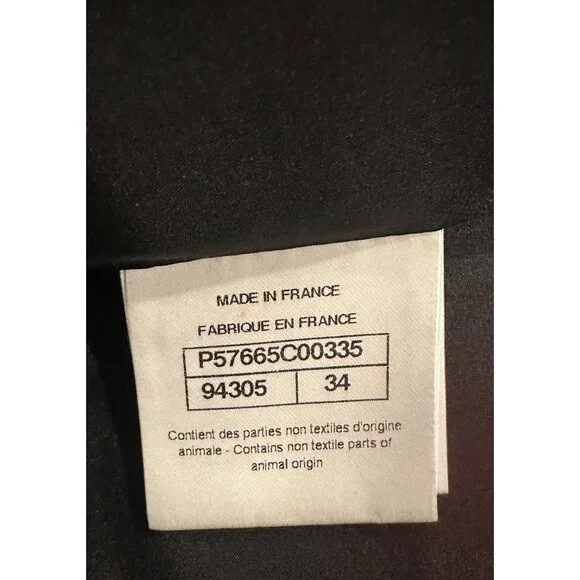 MADE IN FRANCE
FABRIQUE EN FRANCE
P57665C00335
94305 34
Contient des parties non textiles d'origine
animale - Contains non textile parts of
animal origin